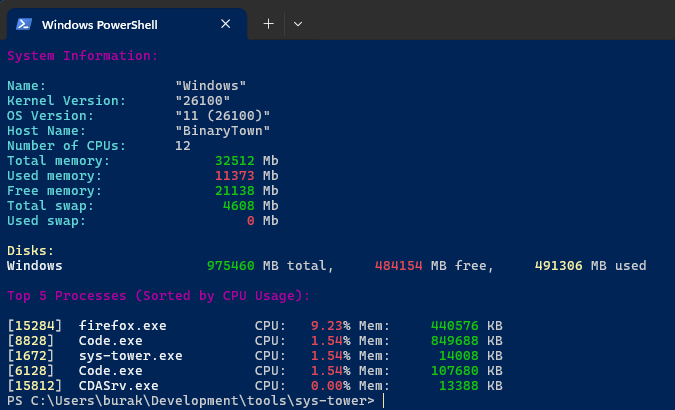 Windows PowerShell
System Information:
Name: "Windows"
Kernel Version: "26100"
OS Version: "11 (26100)"
Host Name: "BinaryTown"
Number of CPUs: 12
Total memory: 32512 Mb
Used memory: 11373 Mb
Free memory: 21138 Mb
Total swap: 4608 Mb
Used swap: 0 Mb
Disks:
Windows 975460 MB total, 484154 MB free, 491306 MB used
Top 5 Processes (Sorted by CPU Usage):
[15284] firefox.exe CPU: 9.23% Mem: 440576 KB
[8828] Code.exe CPU: 1.54% Mem: 849688 KB
[1672] sys-tower.exe CPU: 1.54% Mem: 14008 KB
[6128] Code.exe CPU: 1.54% Mem: 107680 KB
[15812] CDASrv.exe CPU: 0.00% Mem: 13388 KB
PS C:\Users\burak\Development\tools\sys-tower>